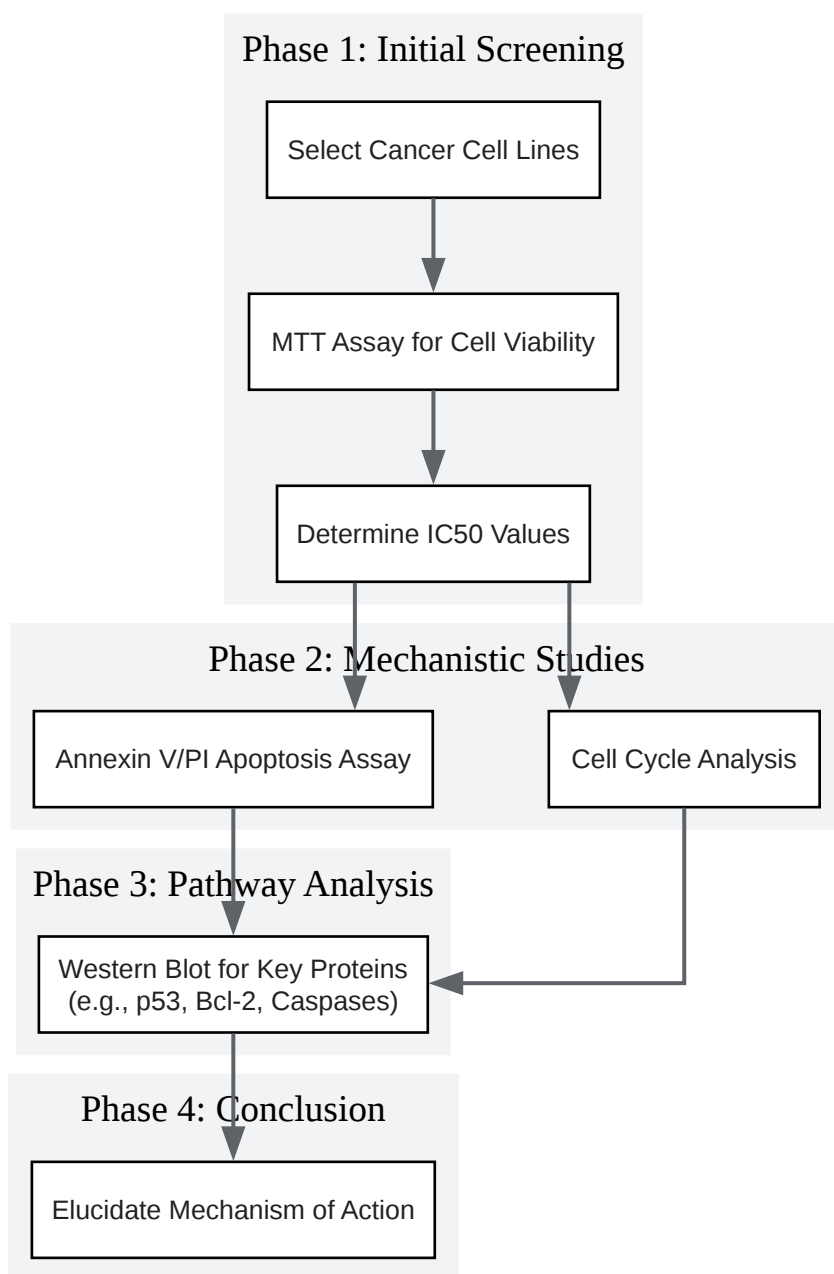 Phase 1: Initial Screening
Select Cancer Cell Lines
MTT Assay for Cell Viability
Determine IC50 Values
Phase 2: Mechanistic Studies
Annexin V/PI Apoptosis Assay
Cell Cycle Analysis
Phase 3: Pathway Analysis
Western Blot for Key Proteins
(e.g., p53, Bcl-2, Caspases)
Phase 4: Conclusion
Elucidate Mechanism of Action